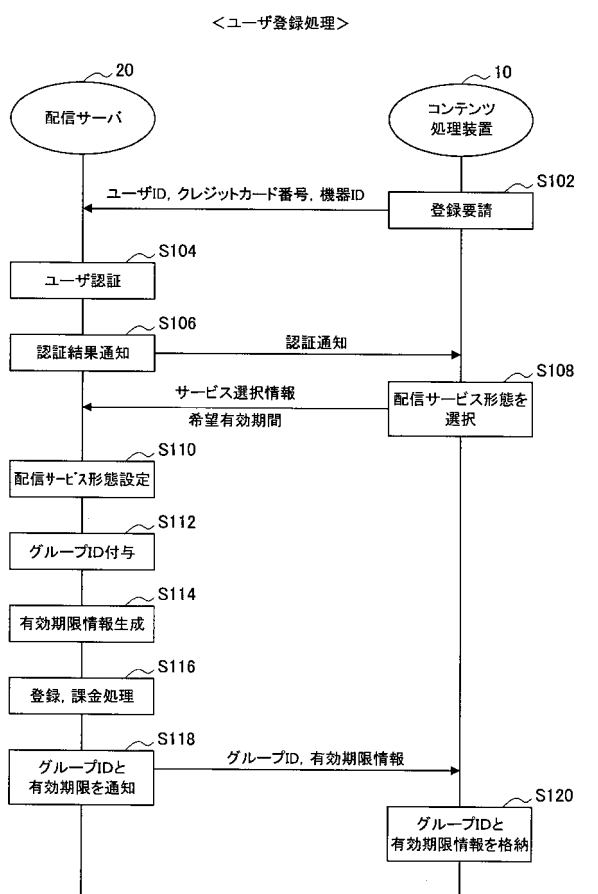 ＜ユーザ登録処理＞
20
10
配信サーバ
コンテンツ
処理装置
S102
ユーザID, クレジットカード番号, 機器ID
登録要請
S104
ユーザ認証
S106
認証結果通知
認証通知
S108
サービス選択情報
配信サービス形態を
選択
希望有効期間
S110
配信サービス形態設定
S112
グループID付与
S114
有効期限情報生成
S116
登録, 課金処理
S118
グループIDと
有効期限を通知
グループID, 有効期限情報
S120
グループIDと
有効期限情報を格納